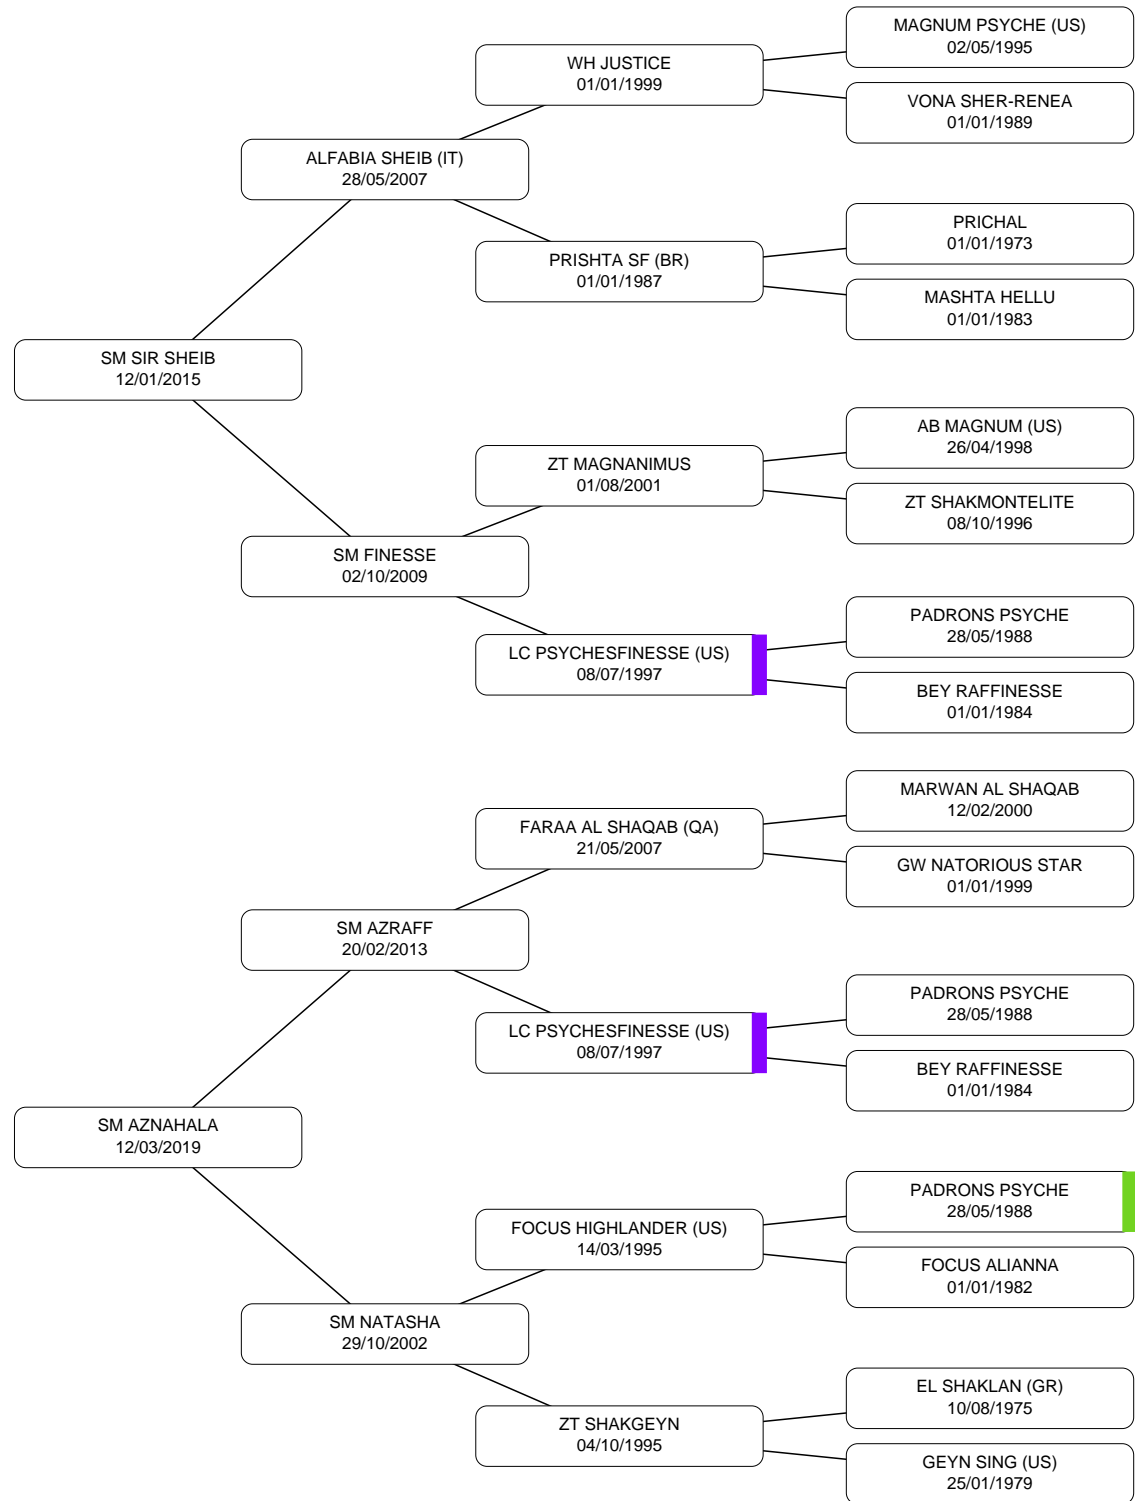 MAGNUM PSYCHE (US)
02/05/1995
WH JUSTICE
01/01/1999
VONA SHER-RENEA
01/01/1989
ALFABIA SHEIB (IT)
28/05/2007
PRICHAL
01/01/1973
PRISHTA SF (BR)
01/01/1987
MASHTA HELLU
01/01/1983
SM SIR SHEIB
12/01/2015
AB MAGNUM (US)
26/04/1998
ZT MAGNANIMUS
01/08/2001
ZT SHAKMONTELITE
08/10/1996
SM FINESSE
02/10/2009
PADRONS PSYCHE
28/05/1988
LC PSYCHESFINESSE (US)
08/07/1997
BEY RAFFINESSE
01/01/1984
MARWAN AL SHAQAB
12/02/2000
FARAA AL SHAQAB (QA)
21/05/2007
GW NATORIOUS STAR
01/01/1999
SM AZRAFF
20/02/2013
PADRONS PSYCHE
28/05/1988
LC PSYCHESFINESSE (US)
08/07/1997
BEY RAFFINESSE
01/01/1984
SM AZNAHALA
12/03/2019
PADRONS PSYCHE
28/05/1988
FOCUS HIGHLANDER (US)
14/03/1995
FOCUS ALIANNA
01/01/1982
SM NATASHA
29/10/2002
EL SHAKLAN (GR)
10/08/1975
ZT SHAKGEYN
04/10/1995
GEYN SING (US)
25/01/1979